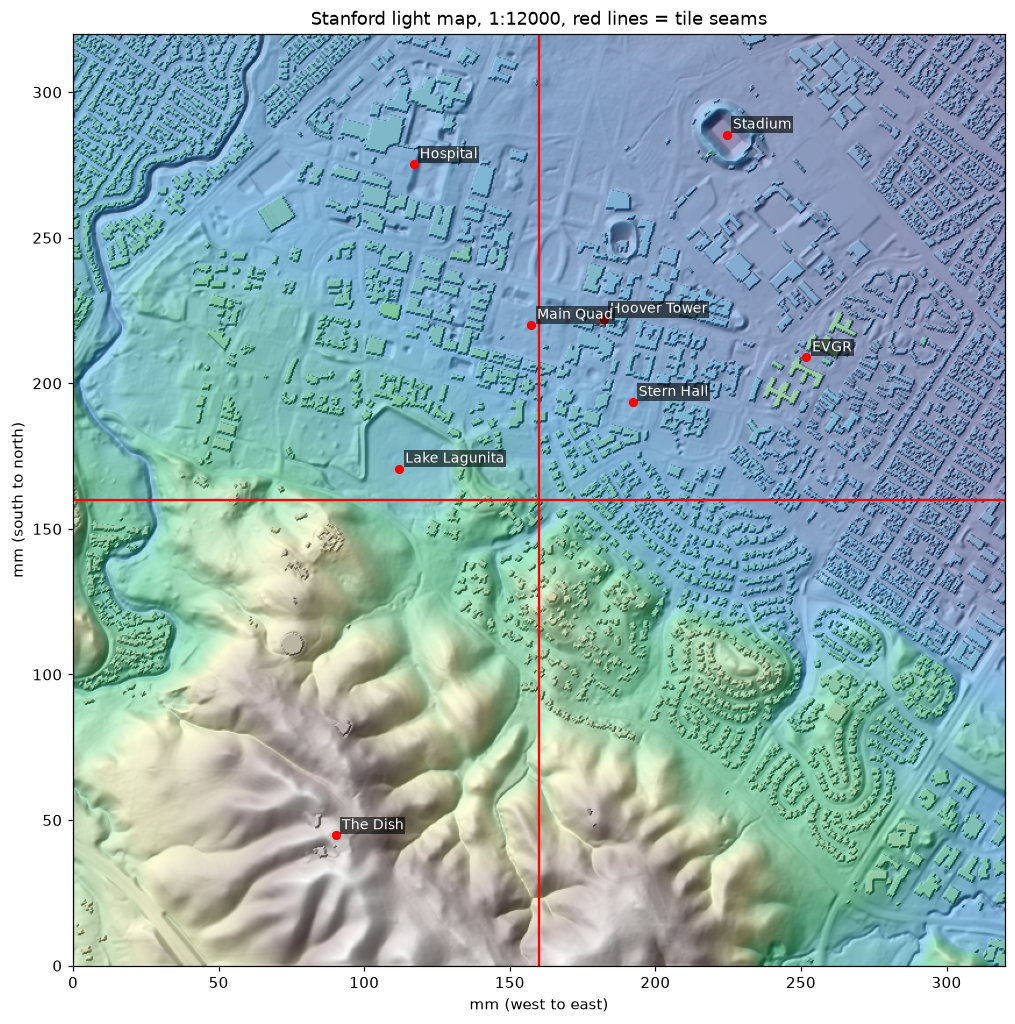 Stanford light map, 1:12000, red lines = tile seams
300
250
200
150
100
50
0
mm (south to north)
Stadium
Hospital
Hoover Tower
Main Quad
EVGR
Stern Hall
Lake Lagunita
The Dish
0
50
100
150
200
250
300
mm (west to east)